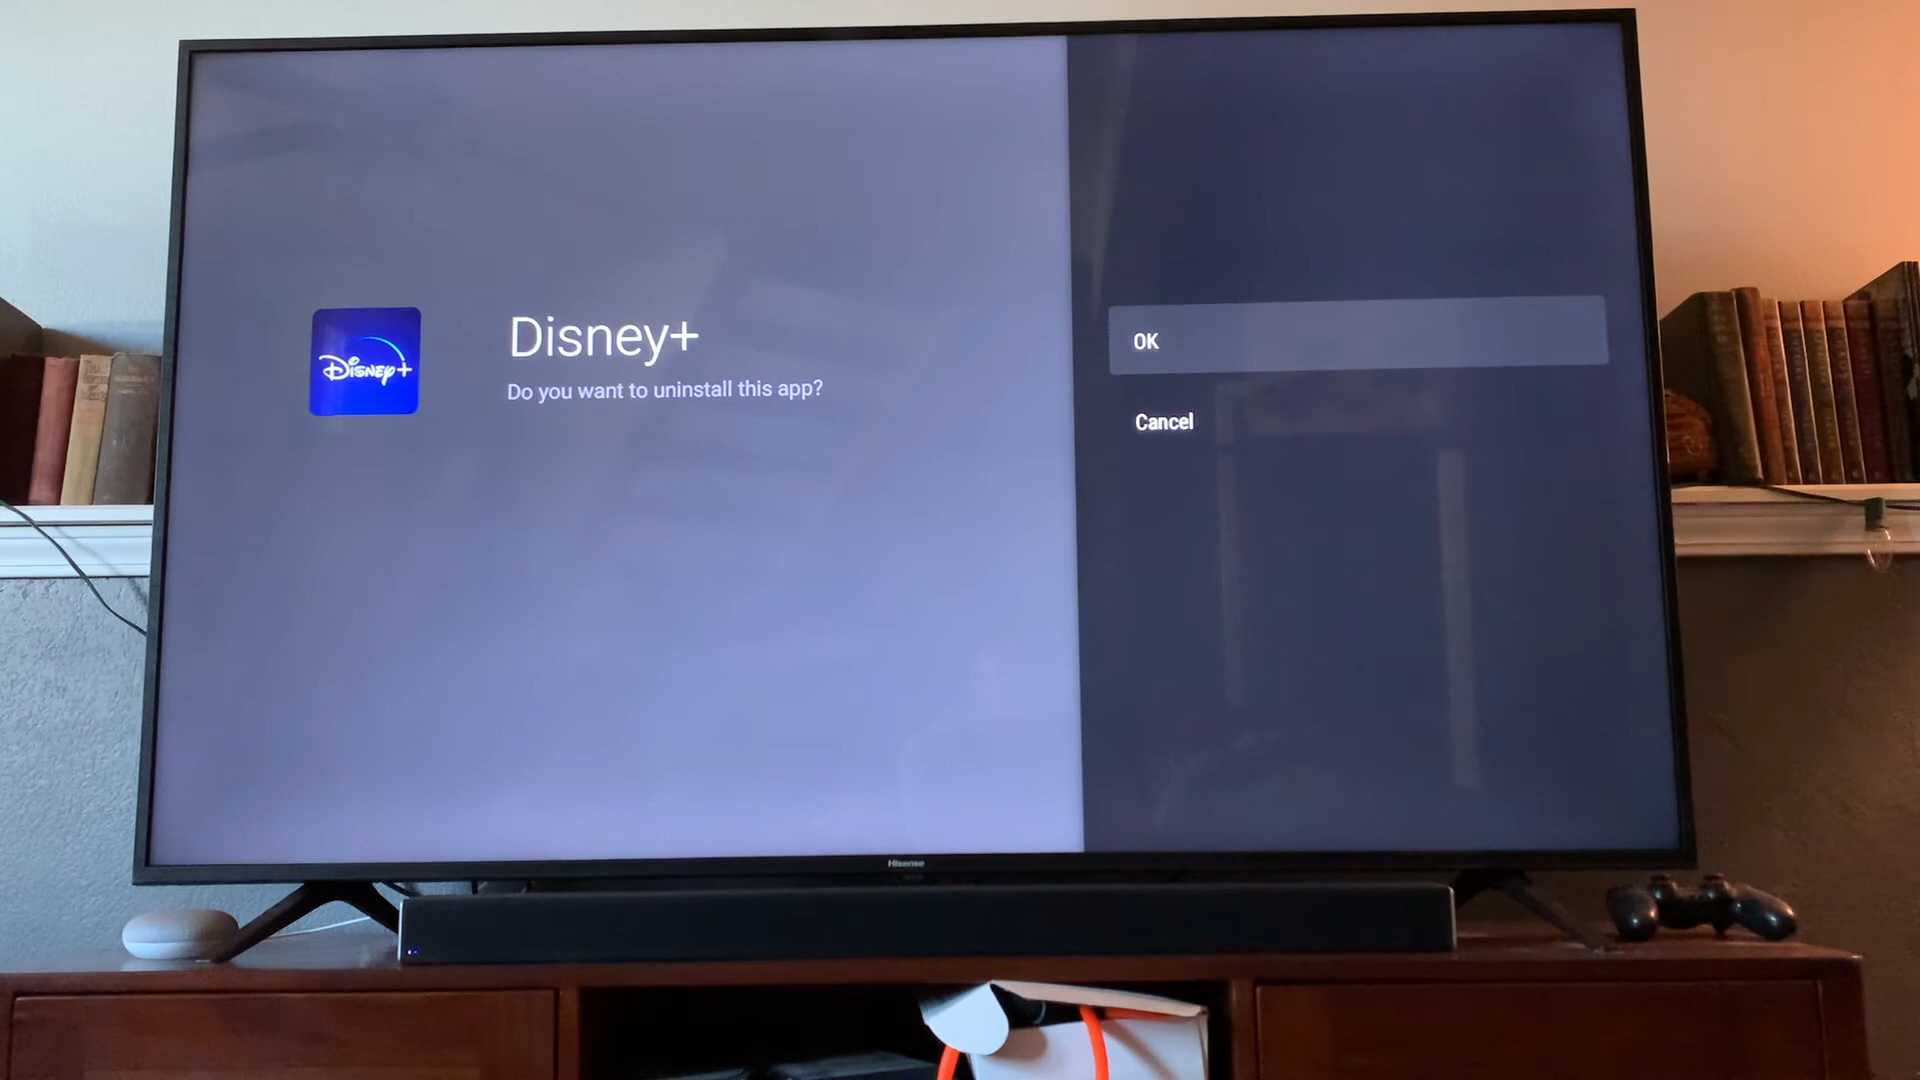 Disney+
Disney+
Do you want to uninstall this app?
OK
Cancel
Hisense